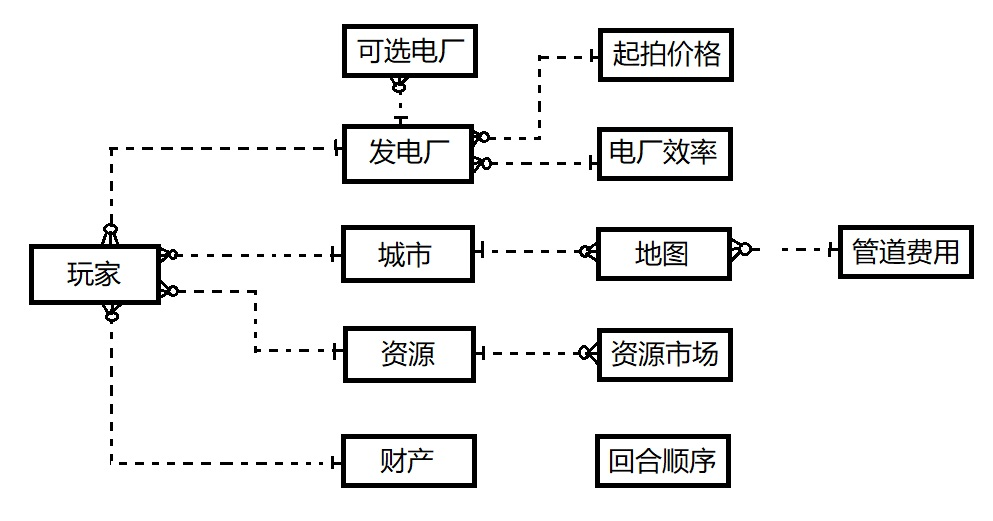 可选电厂
起拍价格
发电厂
电厂效率
玩家
城市
地图
管道费用
资源
资源市场
财产
回合顺序